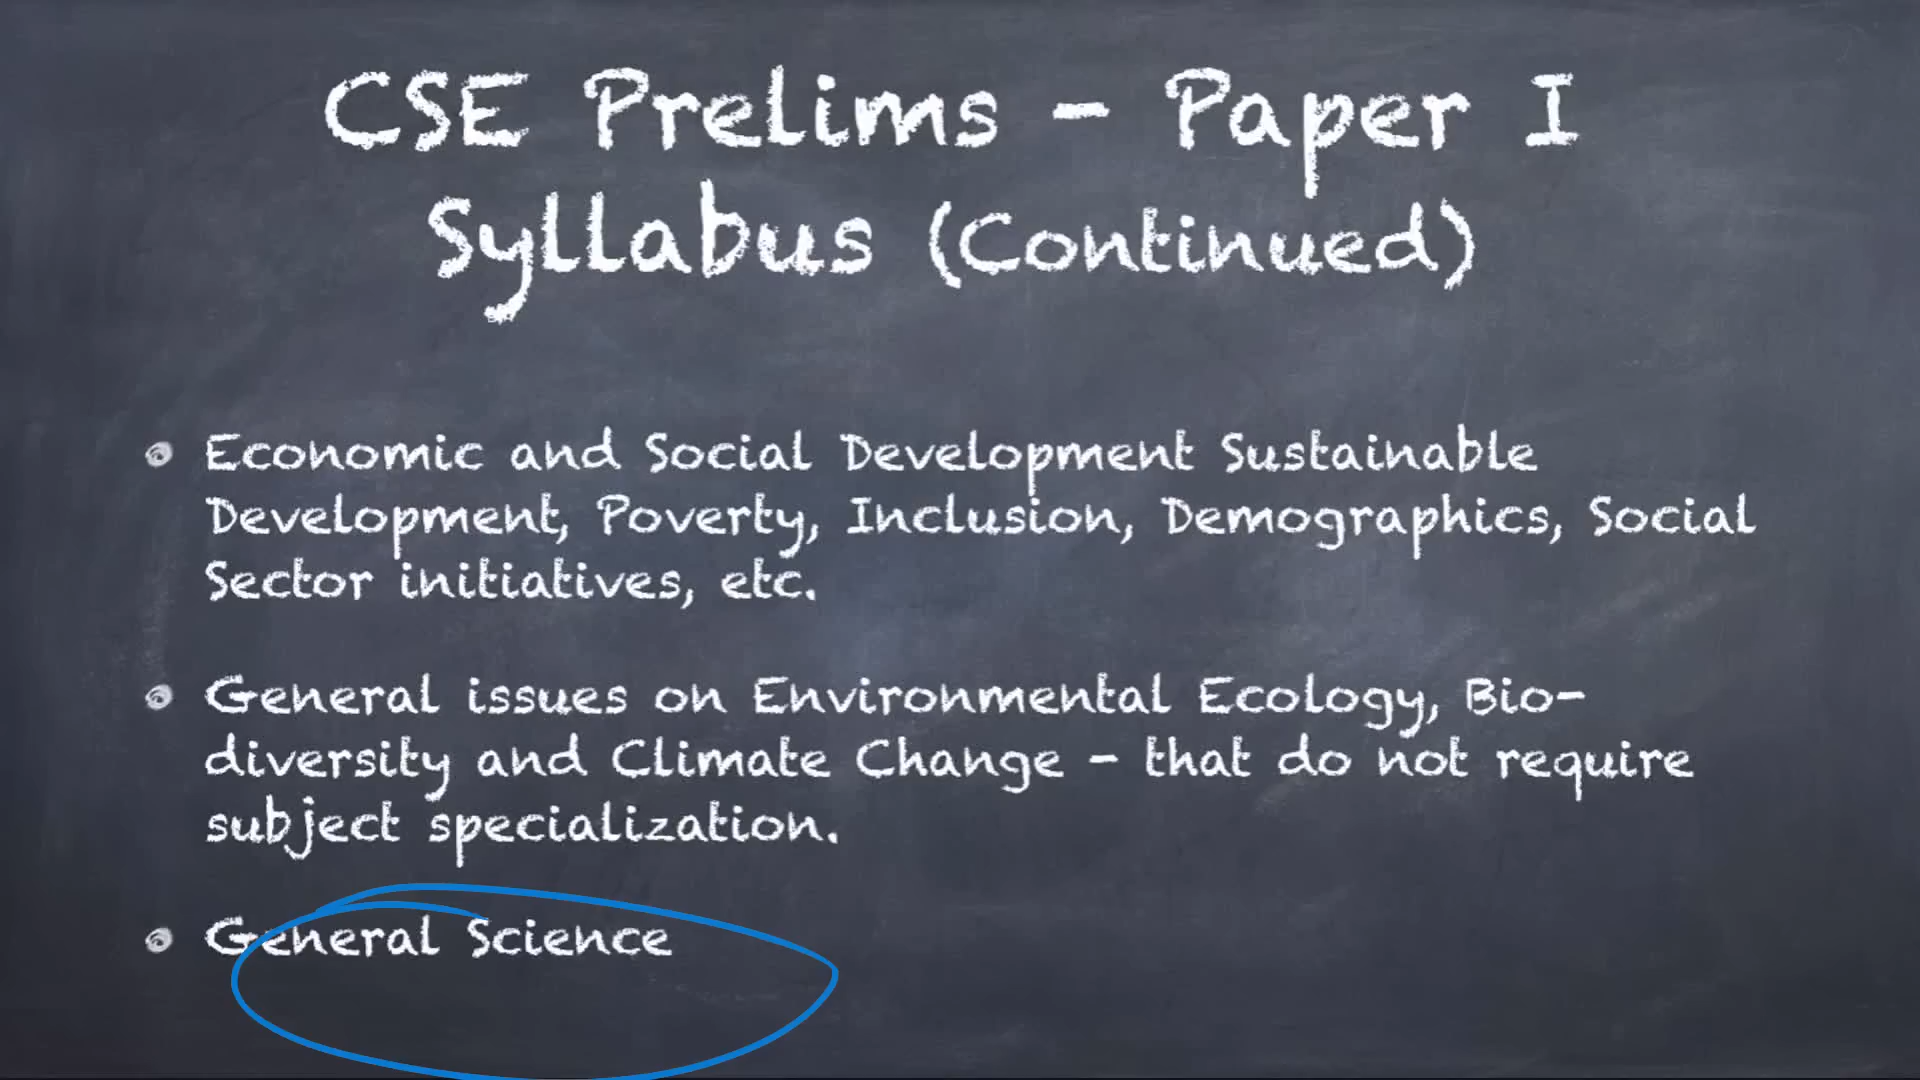 CSE Prelims - Paper I
Syllabus (Continued)
Economic and Social Development Sustainable
Development, Poverty, Inclusion, Demographics, Social
Sector initiatives, etc.
General issues on Environmental Ecology, Bio-
diversity and Climate Change - that do not require
subject specialization.
General Science